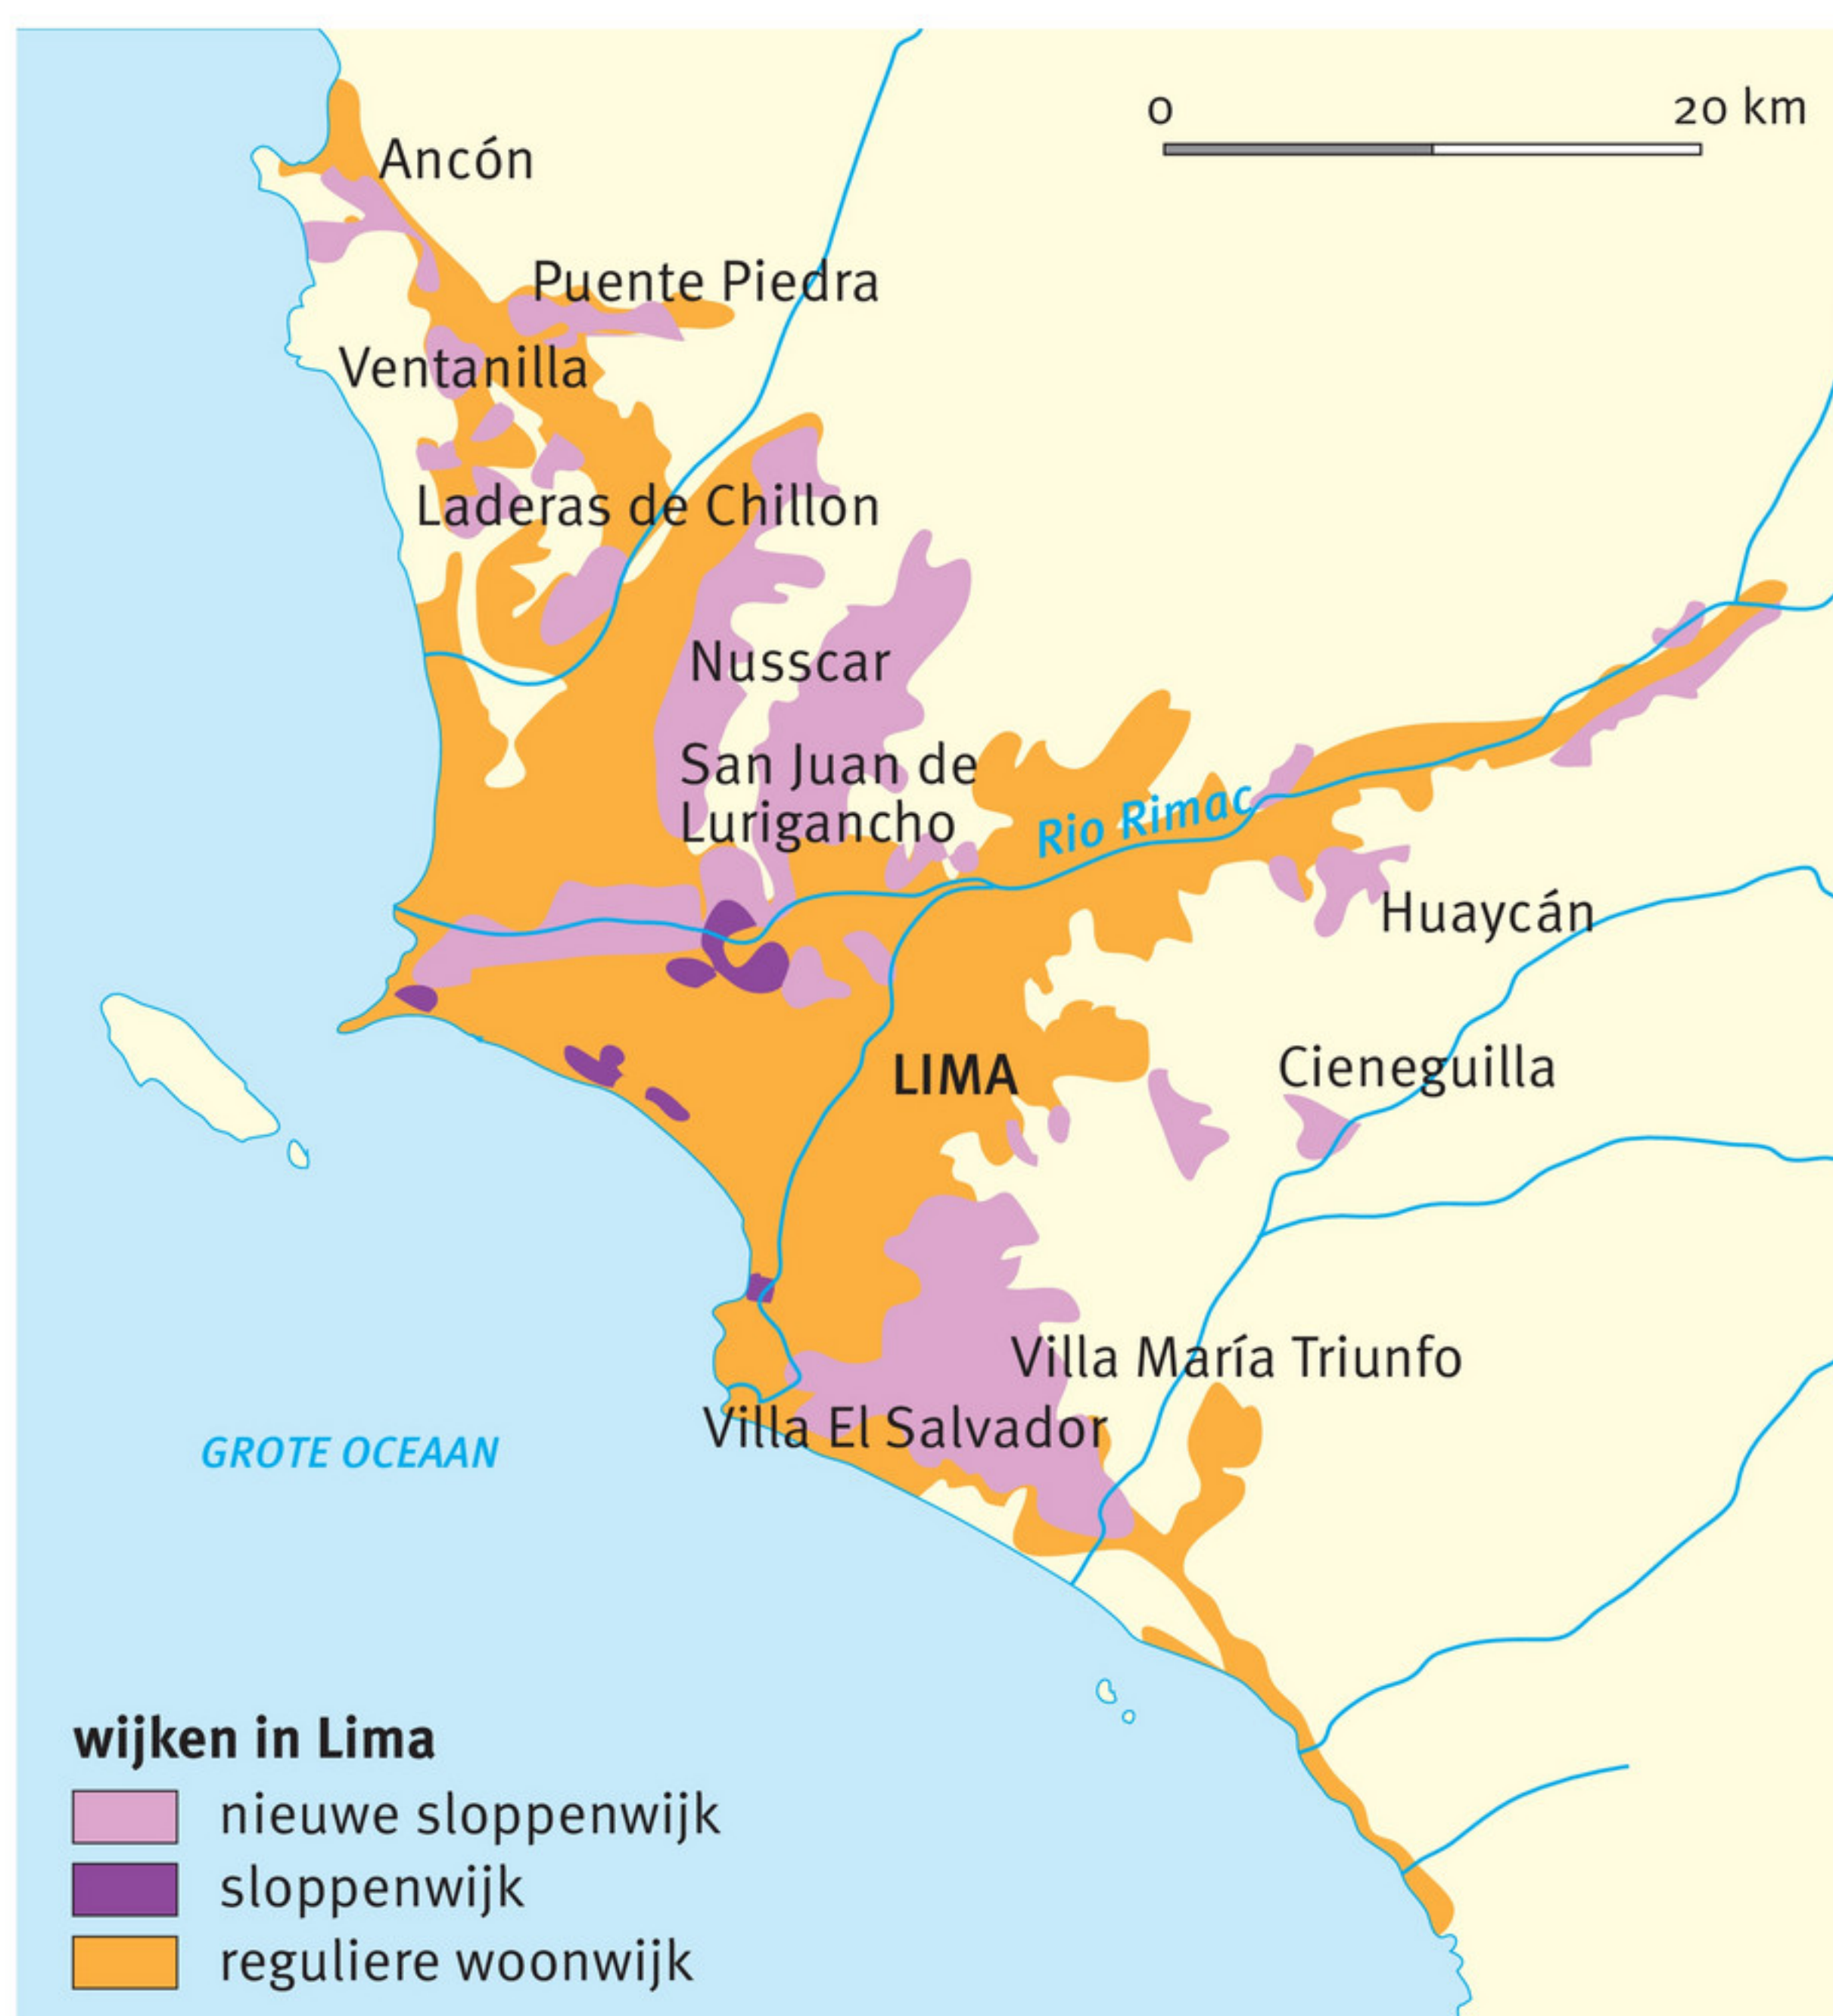 0 20 km
Ancón
Puente Piedra
Ventanilla
Laderas de Chillon
Nusscar
San Juan de
Lurigancho
Rio Rimac
Huaycán
LIMA
Cieneguilla
Villa María Triunfo
Villa El Salvador
GROTE OCEAAN
wijken in Lima
nieuwe sloppenwijk
sloppenwijk
reguliere woonwijk